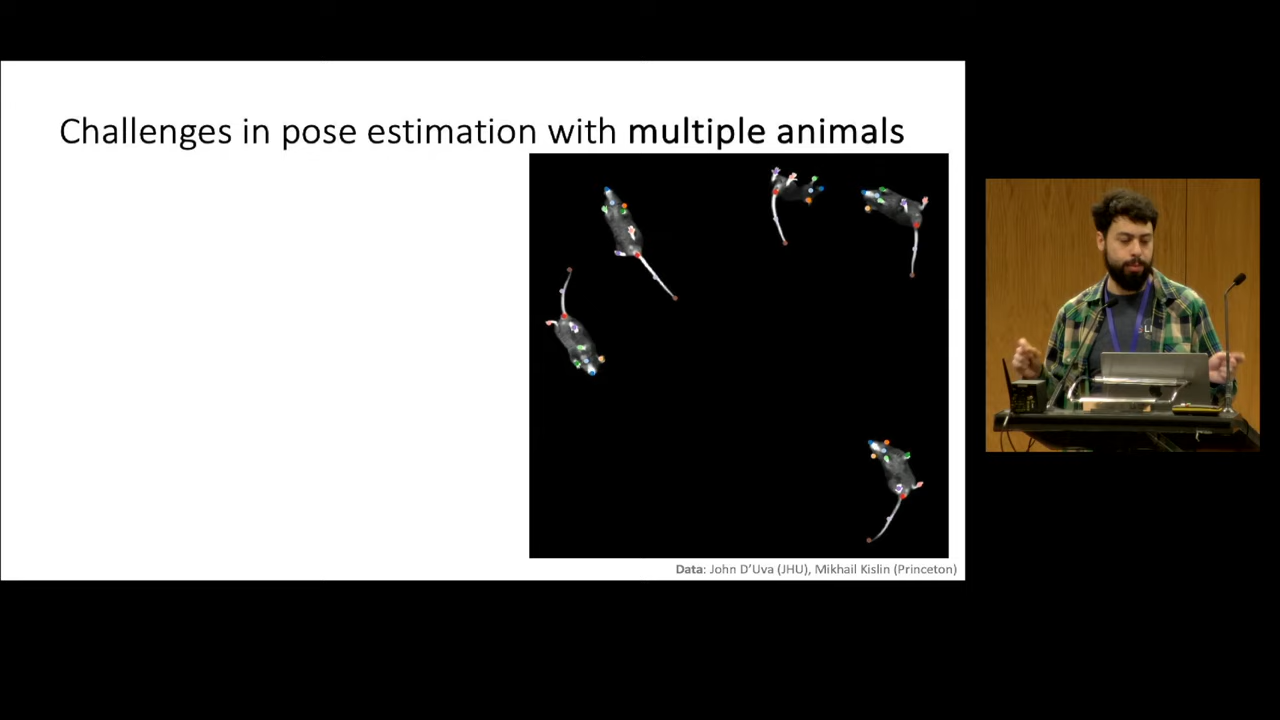 Challenges in pose estimation with multiple animals
Data: John D'Uva (JHU), Mikhail Kislin (Princeton)